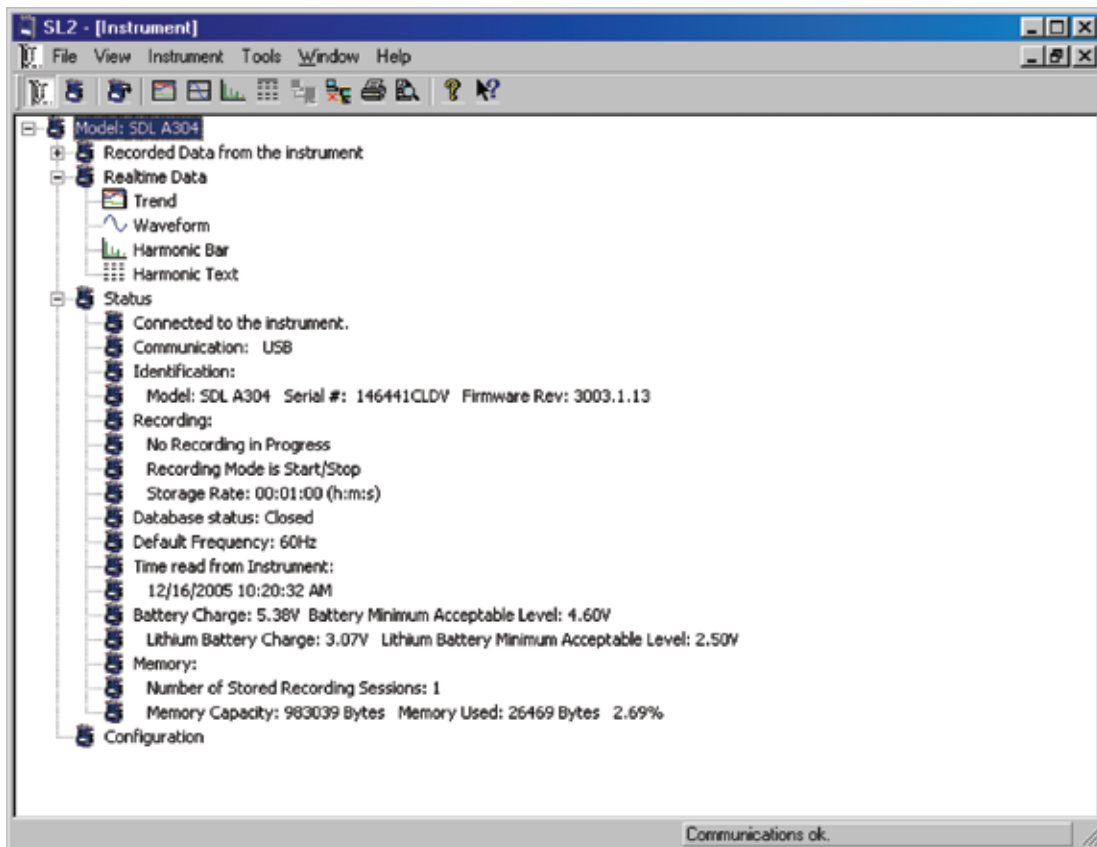 SL2 - [Instrument]
File View Instrument Tools Window Help
Model: SDL A304
Recorded Data from the instrument
Realtime Data
Trend
Waveform
Harmonic Bar
Harmonic Text
Status
Connected to the instrument.
Communication: USB
Identification:
Model: SDL A304 Serial #: 146441CLDV Firmware Rev: 3003.1.13
Recording:
No Recording in Progress
Recording Mode is Start/Stop
Storage Rate: 00:01:00 (h:m:s)
Database status: Closed
Default Frequency: 60Hz
Time read from Instrument:
12/16/2005 10:20:32 AM
Battery Charge: 5.38V Battery Minimum Acceptable Level: 4.60V
Lithium Battery Charge: 3.07V Lithium Battery Minimum Acceptable Level: 2.50V
Memory:
Number of Stored Recording Sessions: 1
Memory Capacity: 983039 Bytes Memory Used: 26469 Bytes 2.69%
Configuration
Communications ok.